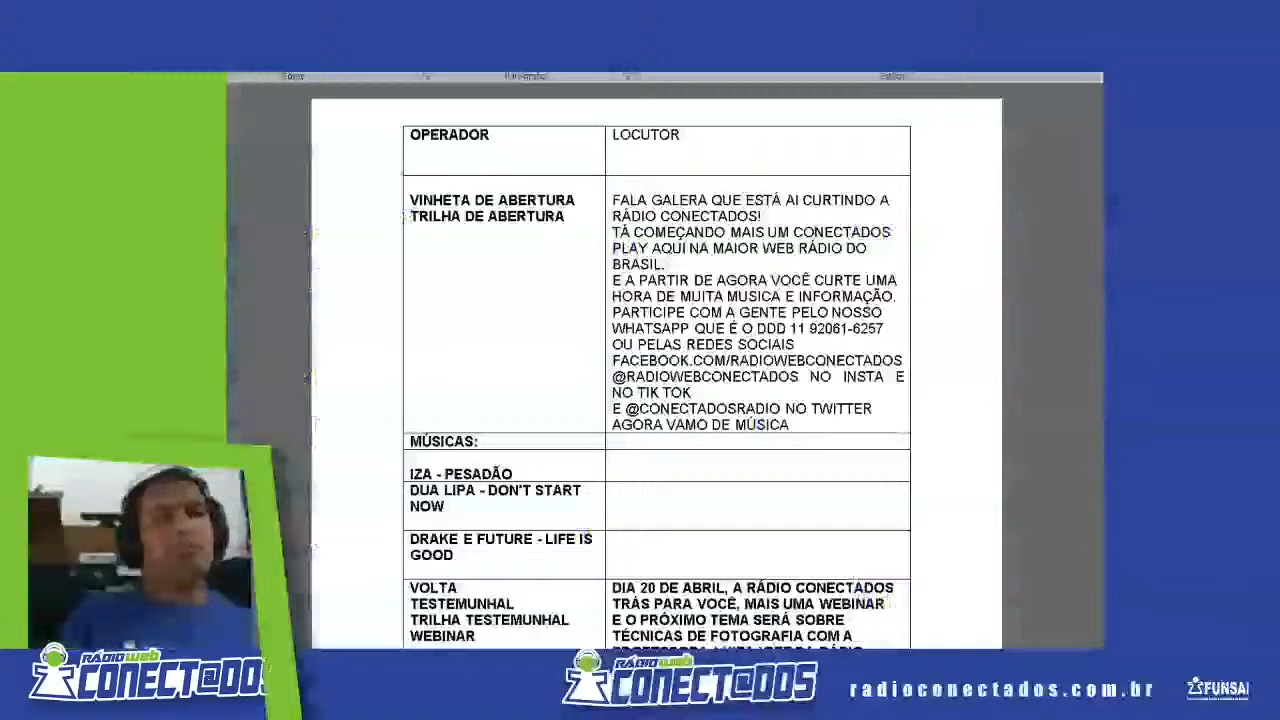 OPERADOR
LOCUTOR
VINHETA DE ABERTURA
TRILHA DE ABERTURA
FALA GALERA QUE ESTÁ AI CURTINDO A
RÁDIO CONECTADOS!
TÁ COMEÇANDO MAIS UM CONECTADOS
PLAY AQUI NA MAIOR WEB RÁDIO DO
BRASIL.
E A PARTIR DE AGORA VOCÊ CURTE UMA
HORA DE MUITA MUSICA E INFORMAÇÃO.
PARTICIPE COM A GENTE PELO NOSSO
WHATSAPP QUE É O DDD 11 92061-6257
OU PELAS REDES SOCIAIS
FACEBOOK.COM/RADIOWEBCONECTADOS
@RADIOWEBCONECTADOS NO INSTA E
NO TIK TOK
E @CONECTADOSRADIO NO TWITTER
AGORA VAMO DE MÚSICA
MÚSICAS:
IZA - PESADÃO
DUA LIPA - DON'T START
NOW
DRAKE E FUTURE - LIFE IS
GOOD
VOLTA
TESTEMUNHAL
TRILHA TESTEMUNHAL
WEBINAR
DIA 20 DE ABRIL, A RÁDIO CONECTADOS
TRÁS PARA VOCÊ, MAIS UMA WEBINAR
E O PRÓXIMO TEMA SERÁ SOBRE
TÉCNICAS DE FOTOGRAFIA COM A
RÁDIO web
CONECT@DOS
RÁDIO web
CONECT@DOS
radioconectados.com.br
FUNSAI